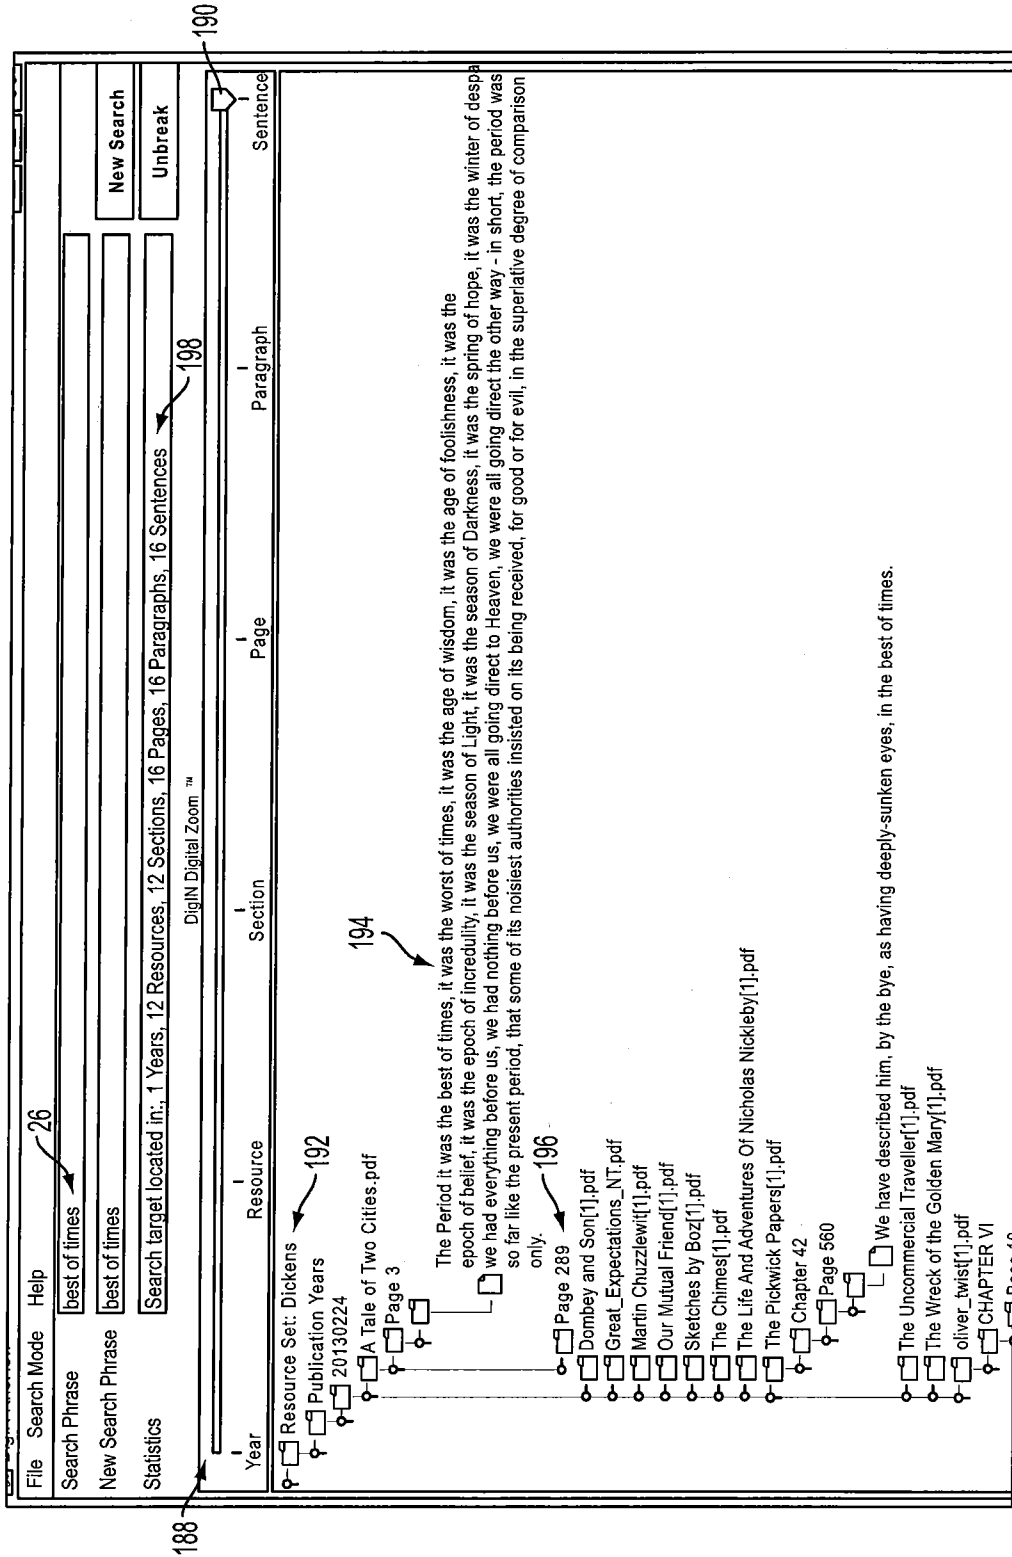 File Search Mode Help
26
Search Phrase best of times
New Search Phrase best of times New Search
Statistics Search target located in:, 1 Years, 12 Resources, 12 Sections, 16 Pages, 16 Paragraphs, 16 Sentences Unbreak
198
DigIN Digital Zoom ™
188
190
Year Resource Section Page Paragraph Sentence
Resource Set: Dickens
192
Publication Years
20130224
A Tale of Two Cities.pdf
194
Page 3
The Period it was the best of times, it was the worst of times, it was the age of wisdom, it was the age of foolishness, it was the
epoch of belief, it was the epoch of incredulity, it was the season of Light, it was the season of Darkness, it was the spring of hope, it was the winter of despa
we had everything before us, we had nothing before us, we were all going direct to Heaven, we were all going direct the other way - in short, the period was
so far like the present period, that some of its noisiest authorities insisted on its being received, for good or for evil, in the superlative degree of comparison
only.
196
Page 289
Dombey and Son[1].pdf
Great_Expectations_NT.pdf
Martin Chuzzlewit[1].pdf
Our Mutual Friend[1].pdf
Sketches by Boz[1].pdf
The Chimes[1].pdf
The Life And Adventures Of Nicholas Nickleby[1].pdf
The Pickwick Papers[1].pdf
Chapter 42
Page 560
We have described him, by the bye, as having deeply-sunken eyes, in the best of times.
The Uncommercial Traveller[1].pdf
The Wreck of the Golden Mary[1].pdf
oliver_twist[1].pdf
CHAPTER VI